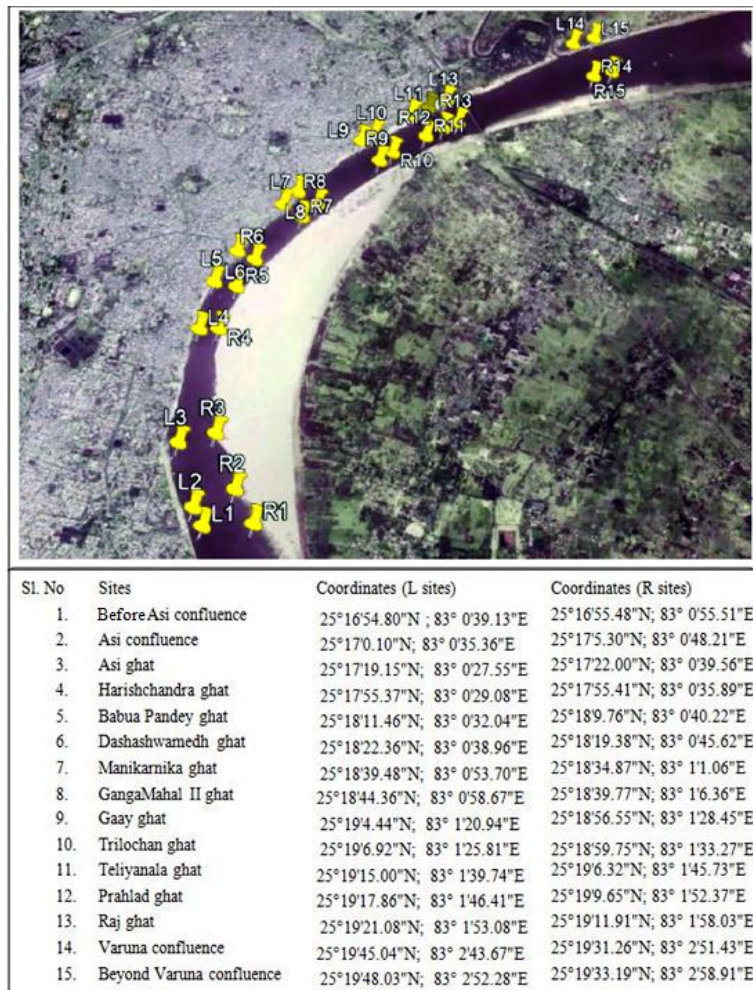 L14 L15
R14
R15
L11 L13
R13
R12
R11
L10
L9
R9
R10
L7 R8
L8 R7
R6
L5 L6 R5
L4
R4
L3 R3
R2
L2
L1 R1
Sl. No Sites Coordinates (L sites) Coordinates (R sites)
1. Before Asi confluence 25°16'54.80"N ; 83° 0'39.13"E 25°16'55.48"N; 83° 0'55.51"E
2. Asi confluence 25°17'0.10"N; 83° 0'35.36"E 25°17'5.30"N; 83° 0'48.21"E
3. Asi ghat 25°17'19.15"N; 83° 0'27.55"E 25°17'22.00"N; 83° 0'39.56"E
4. Harishchandra ghat 25°17'55.37"N; 83° 0'29.08"E 25°17'55.41"N; 83° 0'35.89"E
5. Babua Pandey ghat 25°18'11.46"N; 83° 0'32.04"E 25°18'9.76"N; 83° 0'40.22"E
6. Dashashwamedh ghat 25°18'22.36"N; 83° 0'38.96"E 25°18'19.38"N; 83° 0'45.62"E
7. Manikarnika ghat 25°18'39.48"N; 83° 0'53.70"E 25°18'34.87"N; 83° 1'1.06"E
8. GangaMahal II ghat 25°18'44.36"N; 83° 0'58.67"E 25°18'39.77"N; 83° 1'6.36"E
9. Gaay ghat 25°19'4.44"N; 83° 1'20.94"E 25°18'56.55"N; 83° 1'28.45"E
10. Trilochan ghat 25°19'6.92"N; 83° 1'25.81"E 25°18'59.75"N; 83° 1'33.27"E
11. Teliyanala ghat 25°19'15.00"N; 83° 1'39.74"E 25°19'6.32"N; 83° 1'45.73"E
12. Prahlad ghat 25°19'17.86"N; 83° 1'46.41"E 25°19'9.65"N; 83° 1'52.37"E
13. Raj ghat 25°19'21.08"N; 83° 1'53.08"E 25°19'11.91"N; 83° 1'58.03"E
14. Varuna confluence 25°19'45.04"N; 83° 2'43.67"E 25°19'31.26"N; 83° 2'51.43"E
15. Beyond Varuna confluence 25°19'48.03"N; 83° 2'52.28"E 25°19'33.19"N; 83° 2'58.91"E